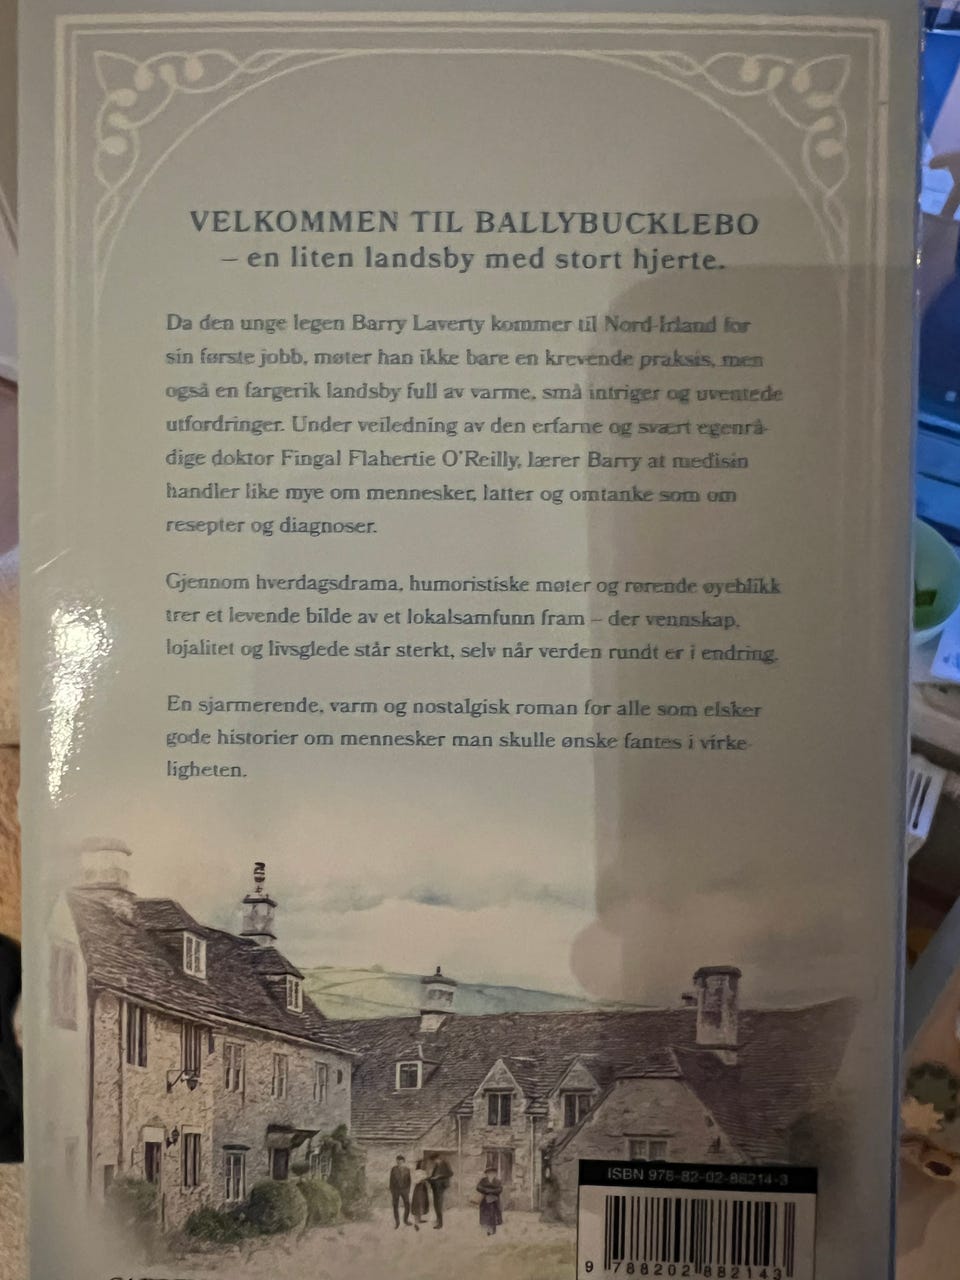 VELKOMMEN TIL BALLYBUCKLEBO
– en liten landsby med stort hjerte.
Da den unge legen Barry Laverty kommer til Nord-Irland for
sin første jobb, møter han ikke bare en krevende praksis, men
også en fargerik landsby full av varme, små intriger og uventede
utfordringer. Under veiledning av den erfarne og svært egenrå-
dige doktor Fingal Flahertie O'Reilly, lærer Barry at medisin
handler like mye om mennesker, latter og omtanke som om
resepter og diagnoser.
Gjennom hverdagsdrama, humoristiske møter og rørende øyeblikk
trer et levende bilde av et lokalsamfunn fram – der vennskap,
lojalitet og livsglede står sterkt, selv når verden rundt er i endring.
En sjarmerende, varm og nostalgisk roman for alle som elsker
gode historier om mennesker man skulle ønske fantes i virke-
ligheten.
ISBN 978-82-02-88214-3
9 788202 882143